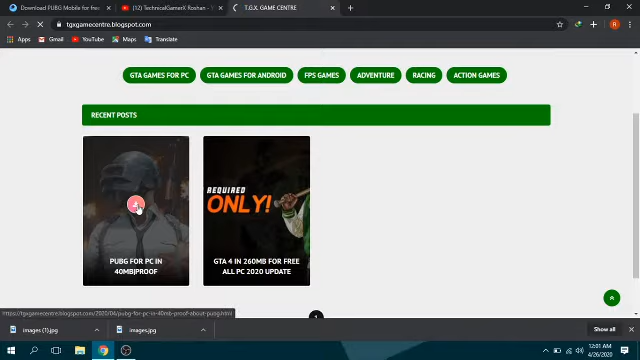 Download PUBG Mobile for free
(12) TechnicalGamerX Roshan -
T.G.X. GAME CENTRE
tgxgamecentre.blogspot.com
Apps
Gmail
YouTube
Maps
Translate
GTA GAMES FOR PC
GTA GAMES FOR ANDROID
FPS GAMES
ADVENTURE
RACING
ACTION GAMES
RECENT POSTS
REQUIRED
ONLY!
PUBG FOR PC IN
40MB|PROOF
GTA 4 IN 260MB FOR FREE
ALL PC 2020 UPDATE
https://tgxgamecentre.blogspot.com/2020/04/pubg-for-pc-in-40mb-proof-about-pubg.html
1
images (1).jpg
images.jpg
Show all
12:01 AM
4/26/2020